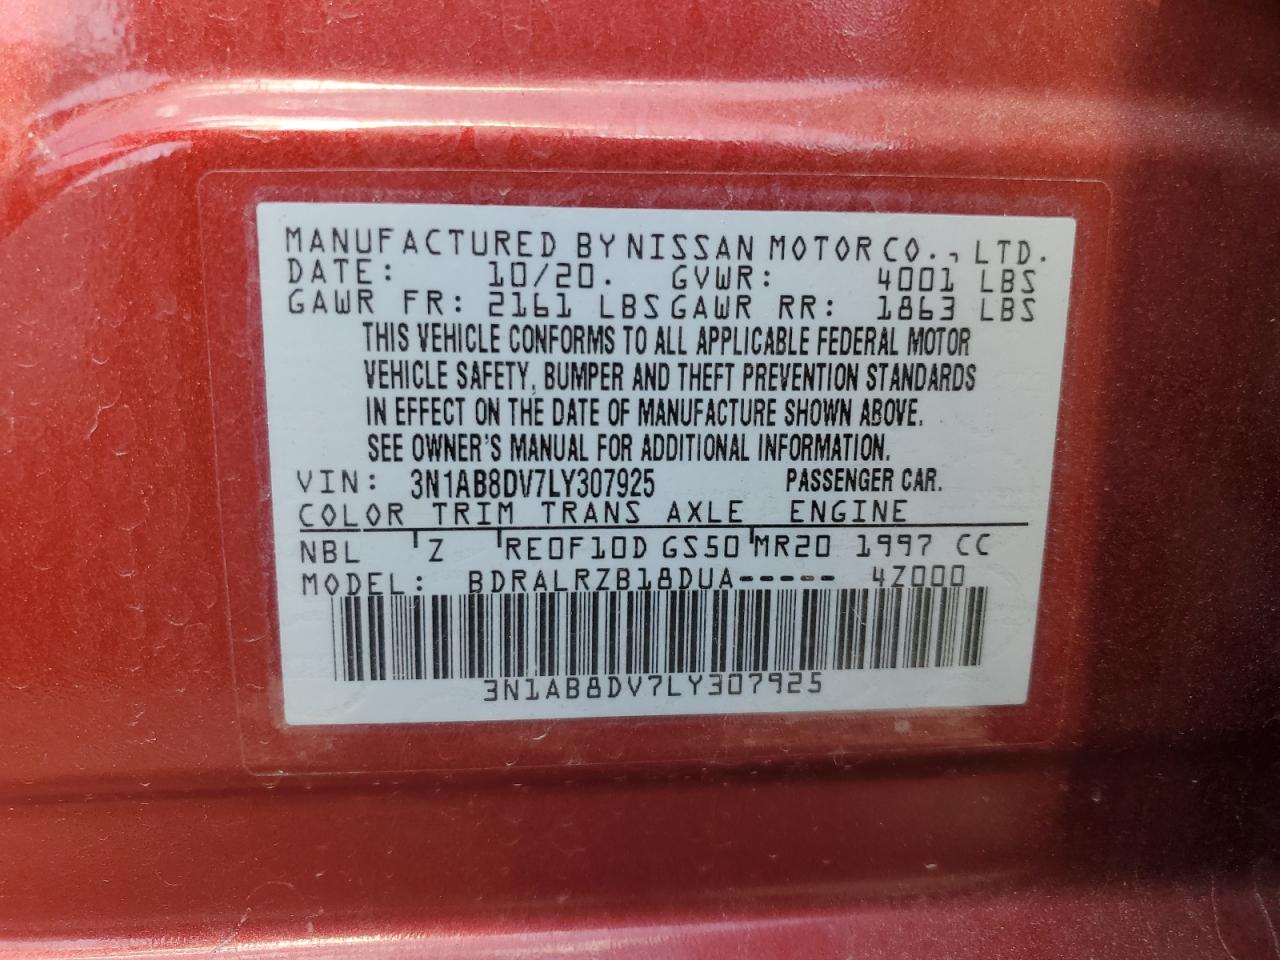 MANUFACTURED BY NISSAN MOTOR CO., LTD.
DATE: 10/20. GVWR: 4001 LBS
GAWR FR: 2161 LBS GAWR RR: 1863 LBS
THIS VEHICLE CONFORMS TO ALL APPLICABLE FEDERAL MOTOR
VEHICLE SAFETY, BUMPER AND THEFT PREVENTION STANDARDS
IN EFFECT ON THE DATE OF MANUFACTURE SHOWN ABOVE.
SEE OWNER'S MANUAL FOR ADDITIONAL INFORMATION.
VIN: 3N1AB8DV7LY307925 PASSENGER CAR.
COLOR TRIM TRANS AXLE ENGINE
NBL Z RE0F10D GS50 MR20 1997 CC
MODEL: BDRALRZB18DUA----- 4Z000
3N1AB8DV7LY307925